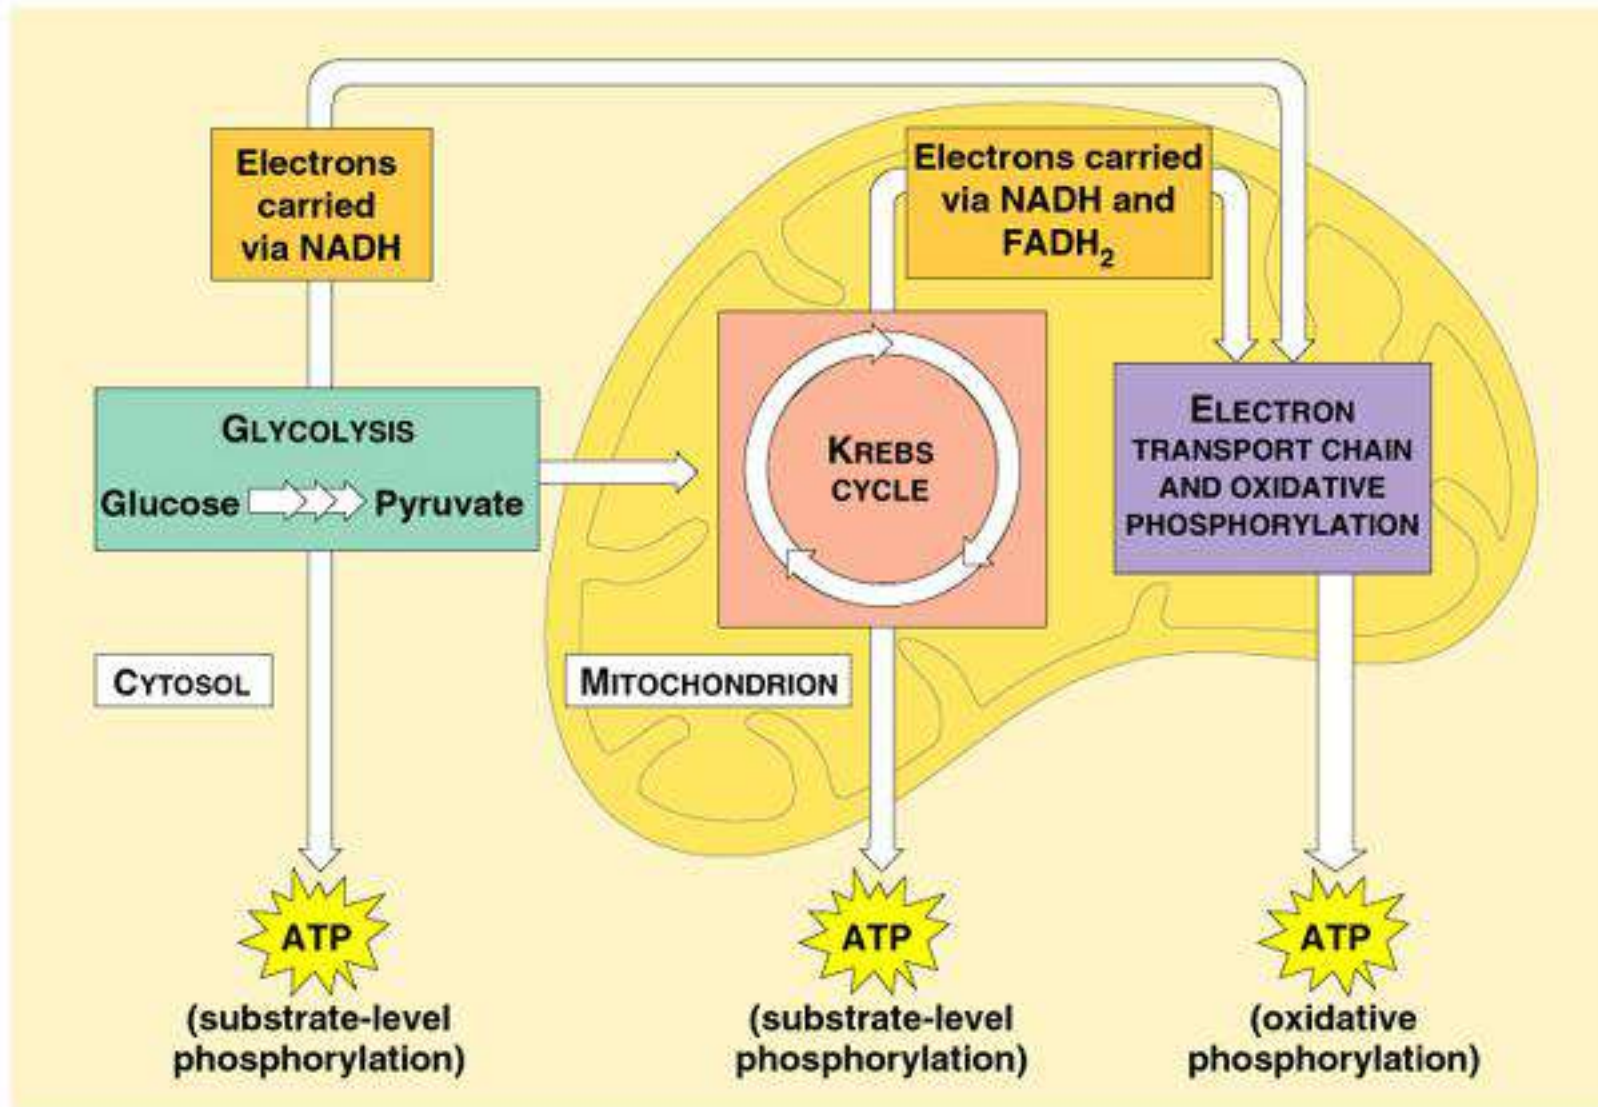 Electrons
carried
via NADH
Electrons carried
via NADH and
FADH₂
GLYCOLYSIS
Glucose Pyruvate
KREBS
CYCLE
ELECTRON
TRANSPORT CHAIN
AND OXIDATIVE
PHOSPHORYLATION
CYTOSOL
MITOCHONDRION
ATP
(substrate-level
phosphorylation)
ATP
(substrate-level
phosphorylation)
ATP
(oxidative
phosphorylation)